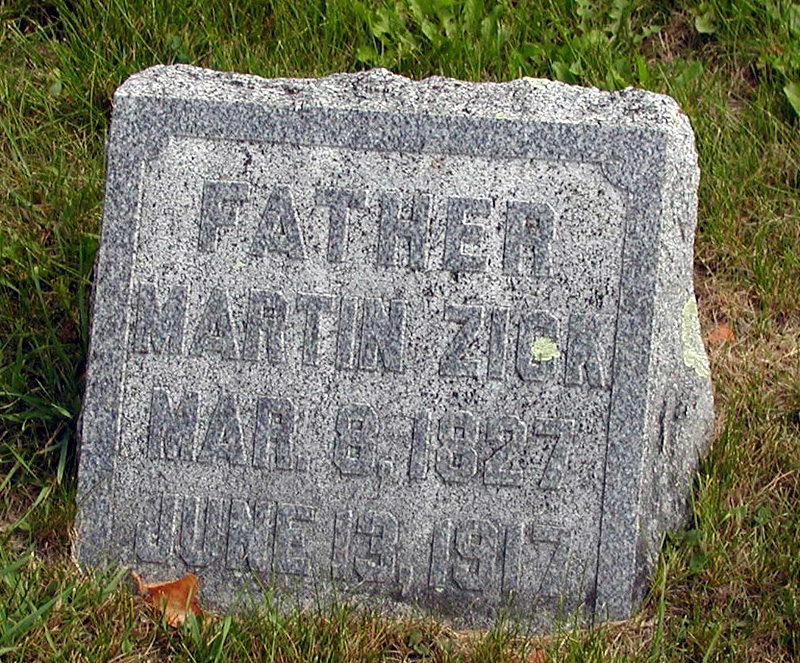 FATHER
MARTIN ZICK
MAR. 8, 1827
JUNE 13, 1917